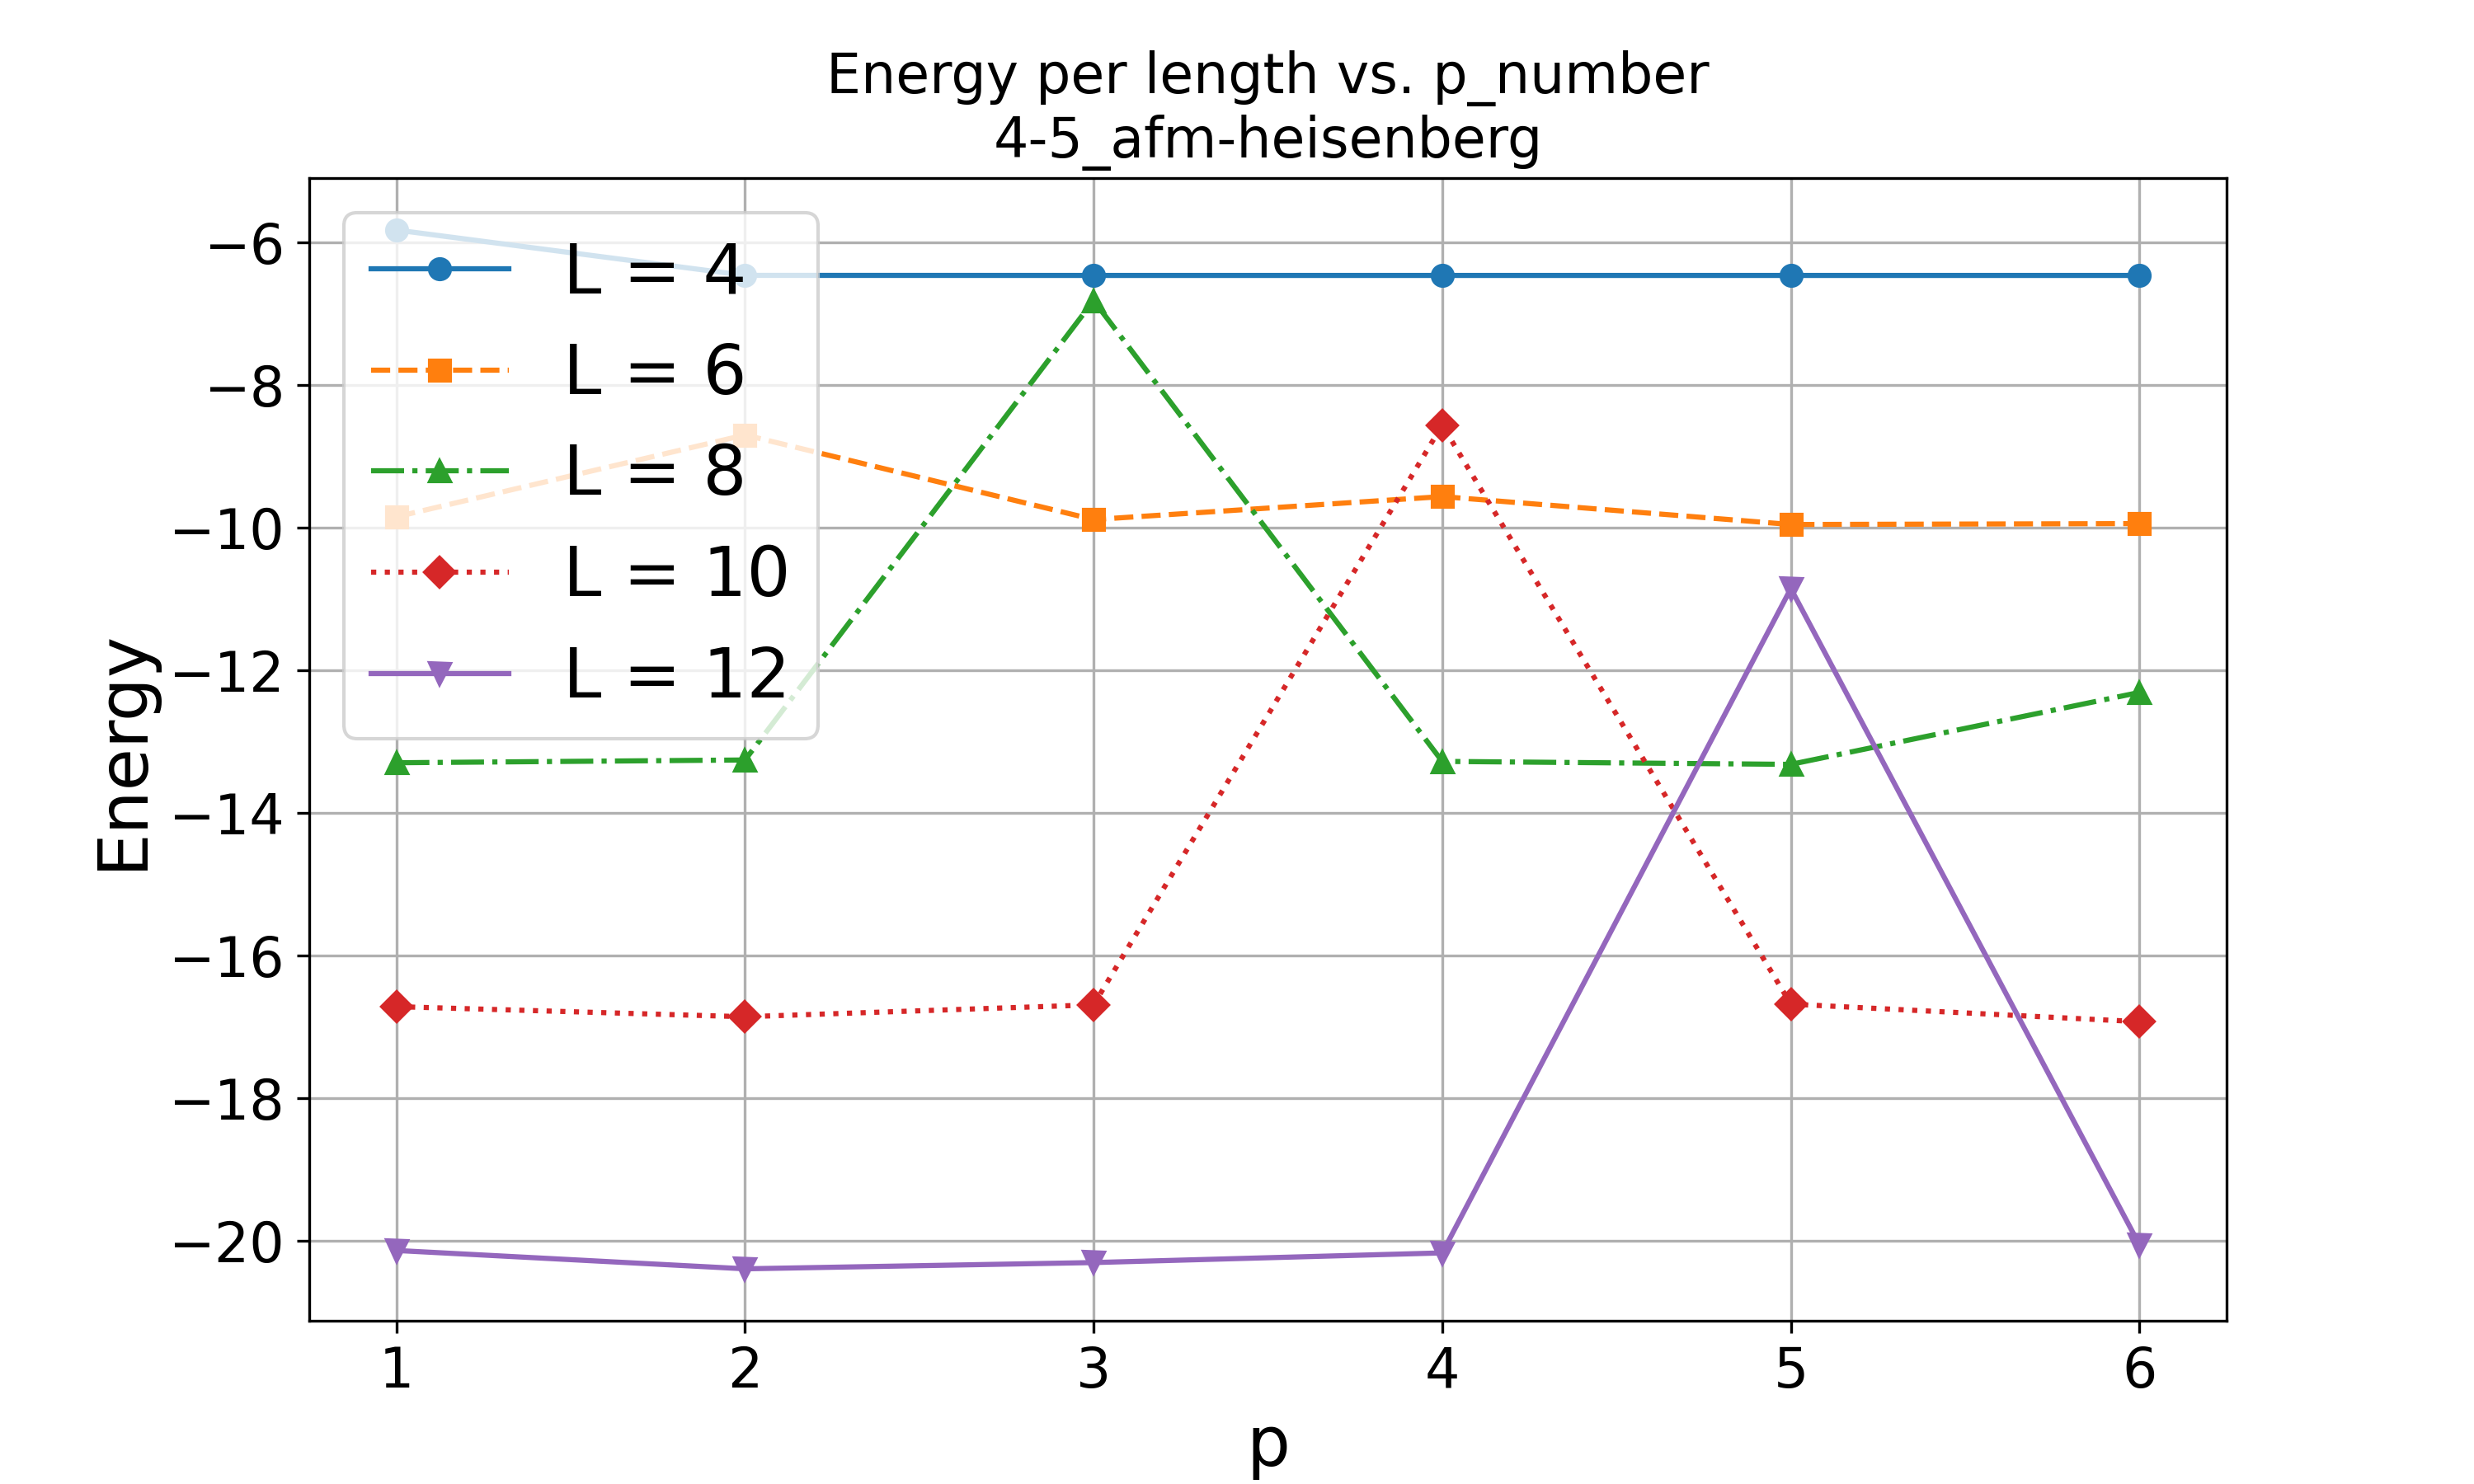 Energy per length vs. p_number
4-5_afm-heisenberg
Energy
−6
−8
−10
−12
−14
−16
−18
−20
L = 4
L = 6
L = 8
L = 10
L = 12
1 2 3 4 5 6
p